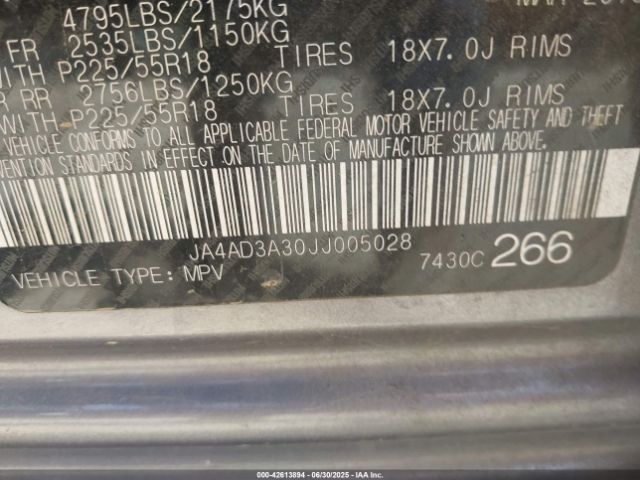 4795LBS/2175KG
FR 2535LBS/1150KG
WITH P225/55R18 TIRES 18X7.0J RIMS
RR 2756LBS/1250KG
WITH P225/55R18 TIRES 18X7.0J RIMS
VEHICLE CONFORMS TO ALL APPLICABLE FEDERAL MOTOR VEHICLE SAFETY AND THEFT
VENTION STANDARDS IN EFFECT ON THE DATE OF MANUFACTURE SHOWN ABOVE.
JA4AD3A30JJ005028
VEHICLE TYPE: MPV 7430C 266
000-42613894 | 06/30/2025 - IAA Inc.